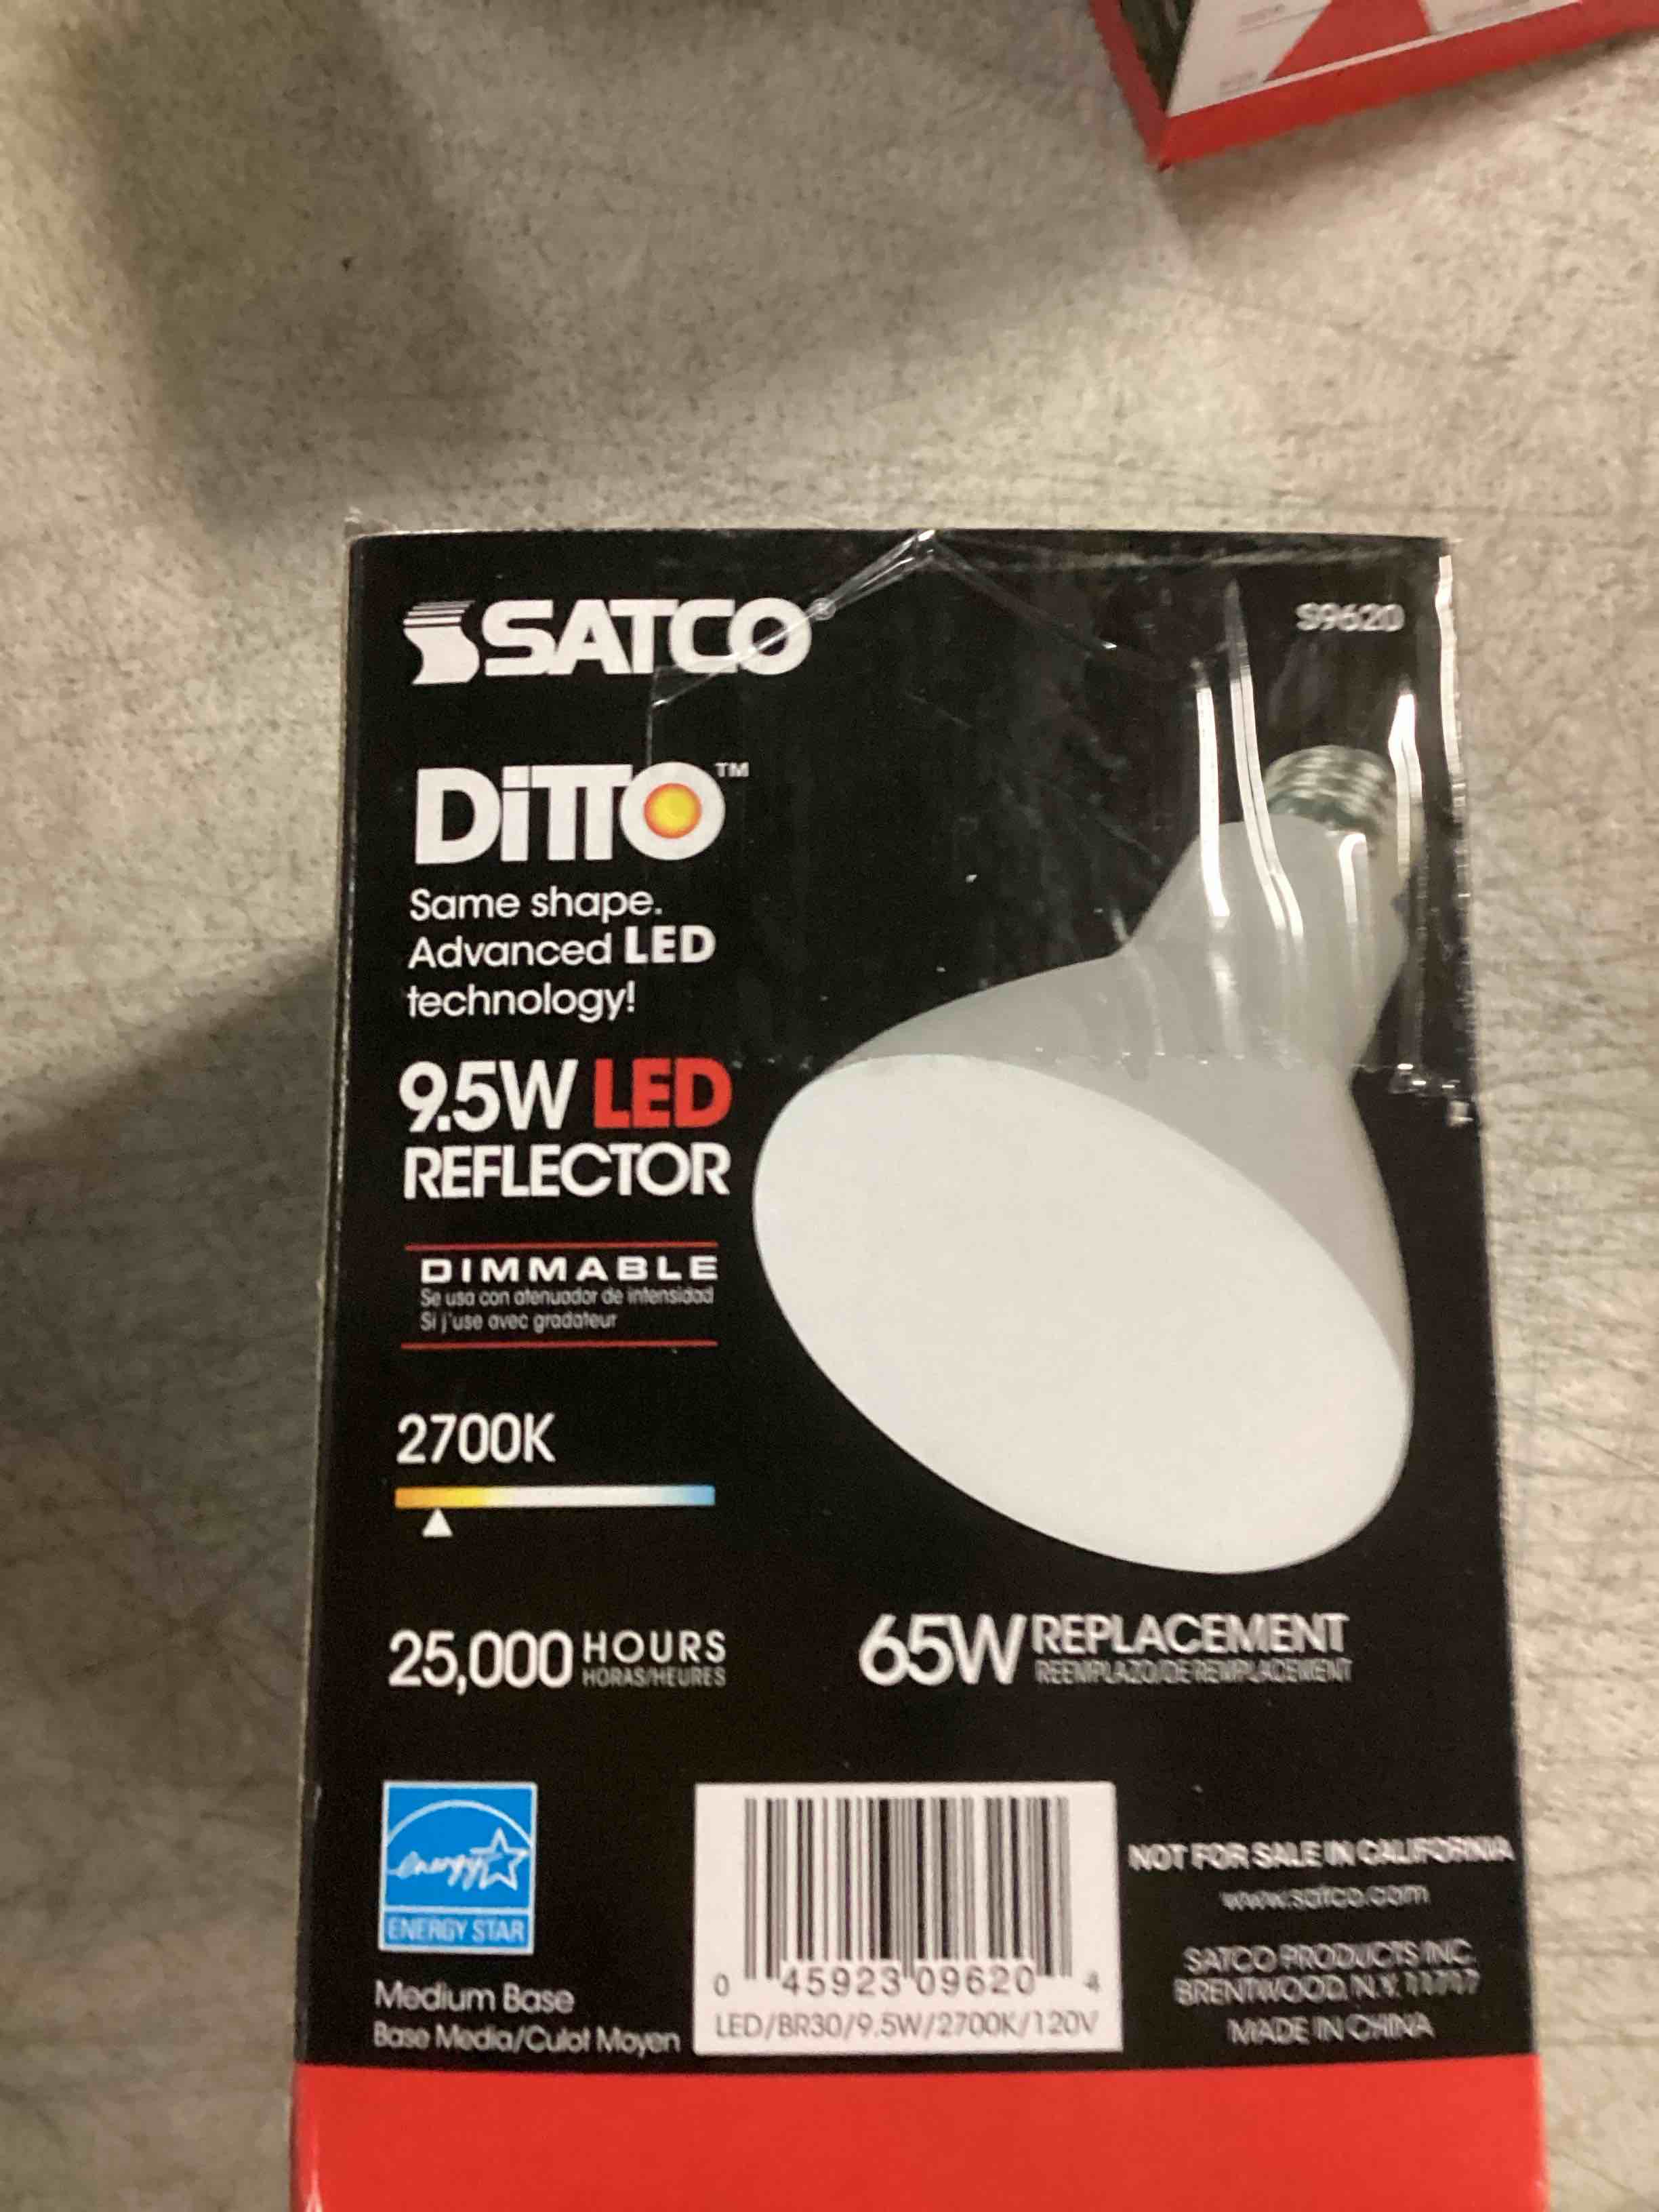 SATCO
S9620
DiTTO™
Same shape.
Advanced LED
technology!
9.5W LED
REFLECTOR
DIMMABLE
Se usa con atenuador de intensidad
Si j'use avec gradateur
2700K
25,000 HOURS
HORAS/HEURES
65W REPLACEMENT
REEMPLAZO/DE REMPLACEMENT
energy
ENERGY STAR
Medium Base
Base Media/Culot Moyen
0 45923 09620 4
LED/BR30/9.5W/2700K/120V
NOT FOR SALE IN CALIFORNIA
www.satco.com
SATCO PRODUCTS INC.
BRENTWOOD, N.Y. 11717
MADE IN CHINA